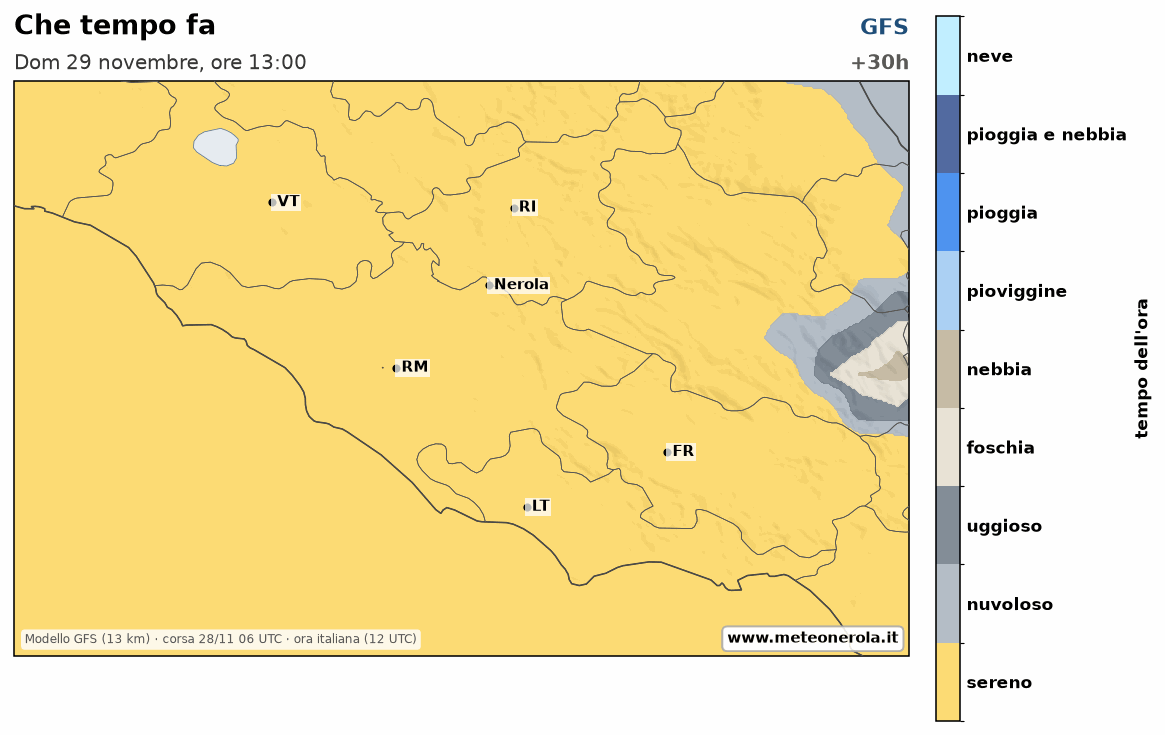 Che tempo fa
GFS
Dom 29 novembre, ore 13:00
+30h
VT
RI
Nerola
RM
FR
LT
Modello GFS (13 km) · corsa 28/11 06 UTC · ora italiana (12 UTC)
www.meteonerola.it
neve
pioggia e nebbia
pioggia
pioviggine
nebbia
foschia
uggioso
nuvoloso
sereno
tempo dell'ora